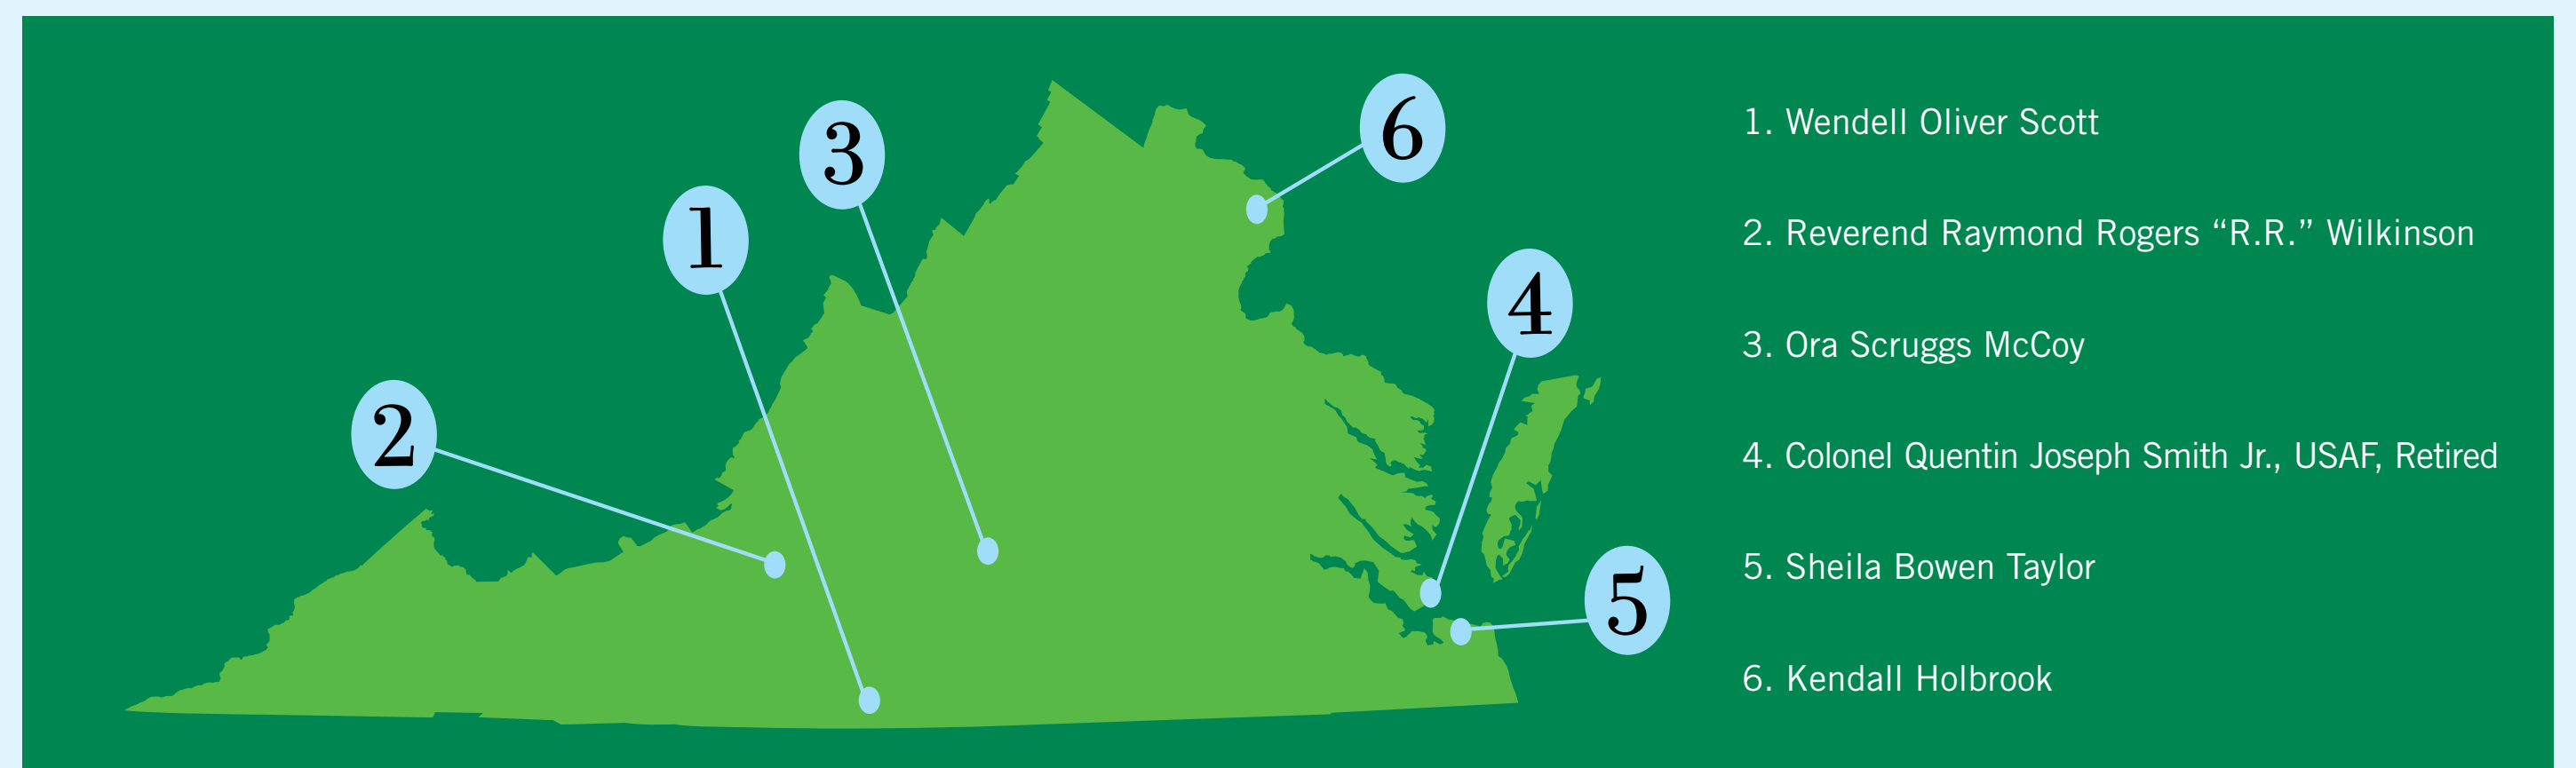 6
3
1
4
2
5
1. Wendell Oliver Scott
2. Reverend Raymond Rogers “R.R.” Wilkinson
3. Ora Scruggs McCoy
4. Colonel Quentin Joseph Smith Jr., USAF, Retired
5. Sheila Bowen Taylor
6. Kendall Holbrook